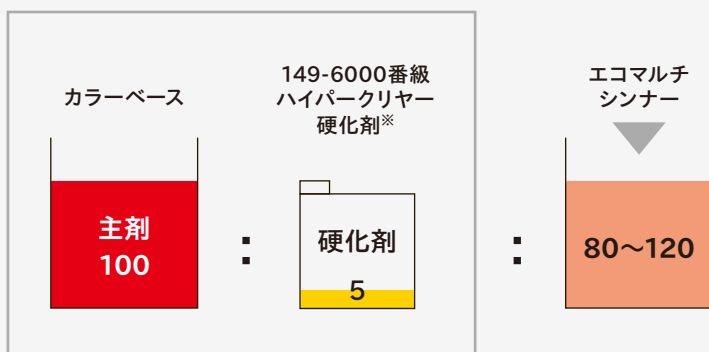 カラーベース
149-6000番級
ハイパークリヤー
硬化剤※
エコマルチ
シンナー
主剤
100
:
硬化剤
5
:
80〜120